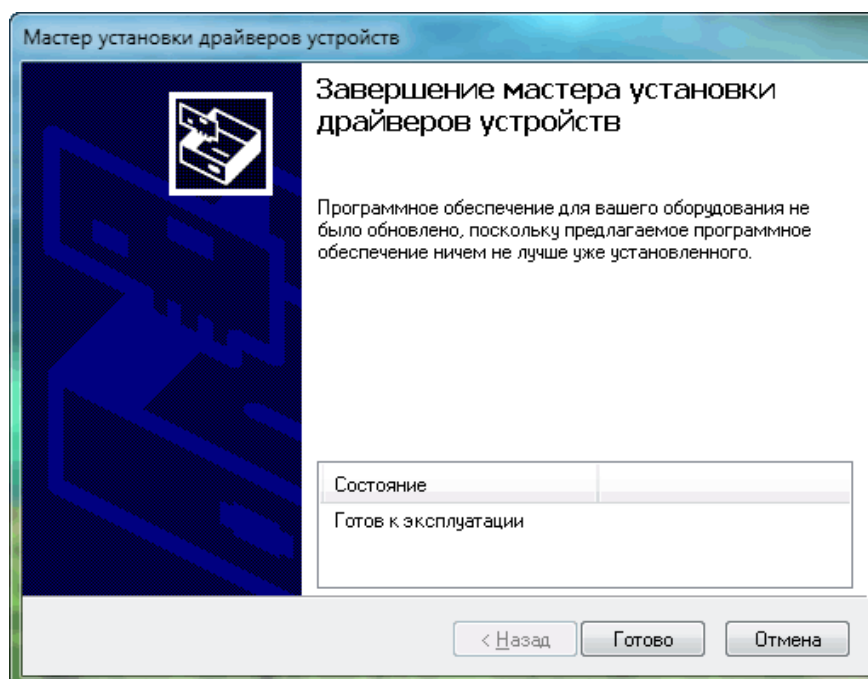 Мастер установки драйверов устройств
Завершение мастера установки
драйверов устройств
Программное обеспечение для вашего оборудования не
было обновлено, поскольку предлагаемое программное
обеспечение ничем не лучше уже установленного.
Состояние
Готов к эксплуатации
< Назад
Готово
Отмена